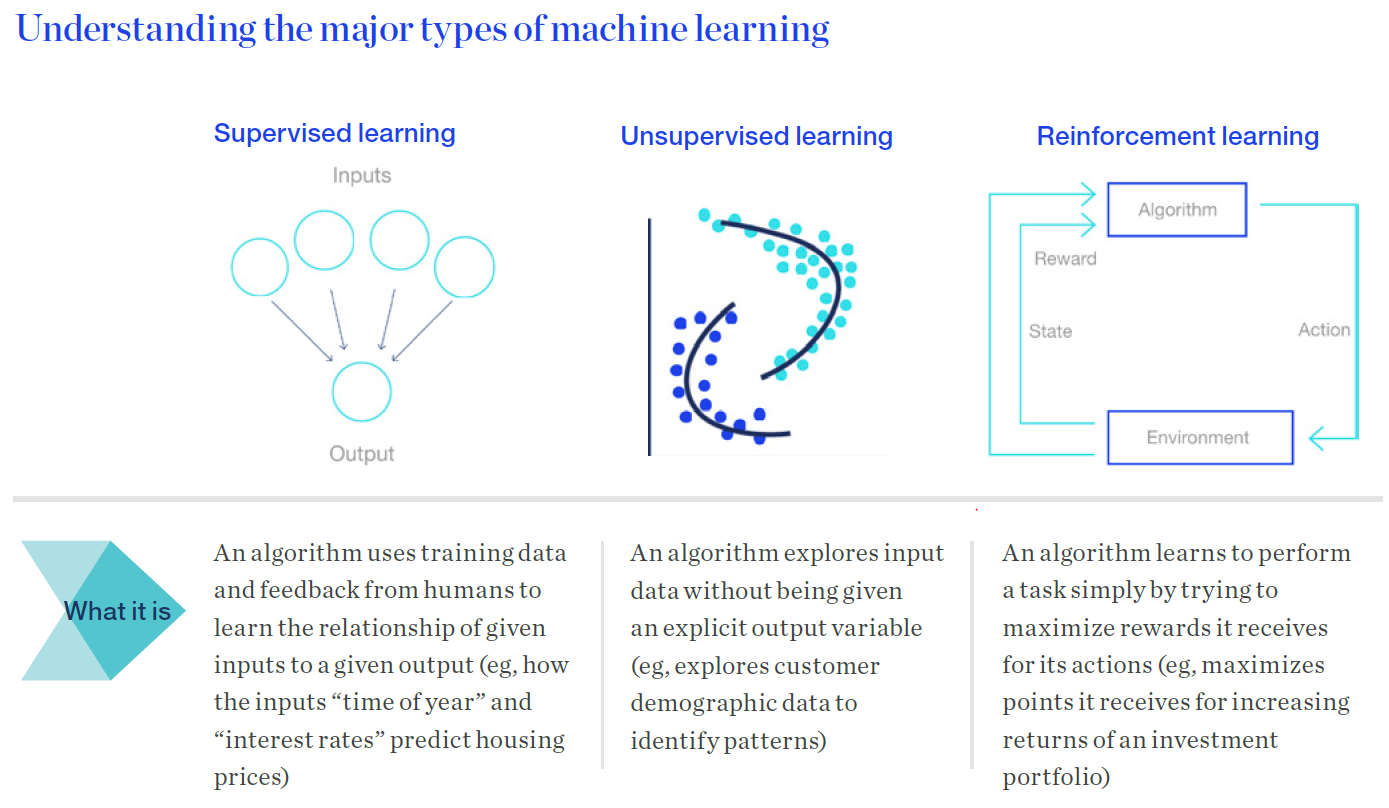 Understanding the major types of machine learning
Supervised learning
Inputs
Output
Unsupervised learning
Reinforcement learning
Algorithm
Reward
State
Action
Environment
What it is
An algorithm uses training data
and feedback from humans to
learn the relationship of given
inputs to a given output (eg, how
the inputs “time of year” and
“interest rates” predict housing
prices)
An algorithm explores input
data without being given
an explicit output variable
(eg, explores customer
demographic data to
identify patterns)
An algorithm learns to perform
a task simply by trying to
maximize rewards it receives
for its actions (eg, maximizes
points it receives for increasing
returns of an investment
portfolio)